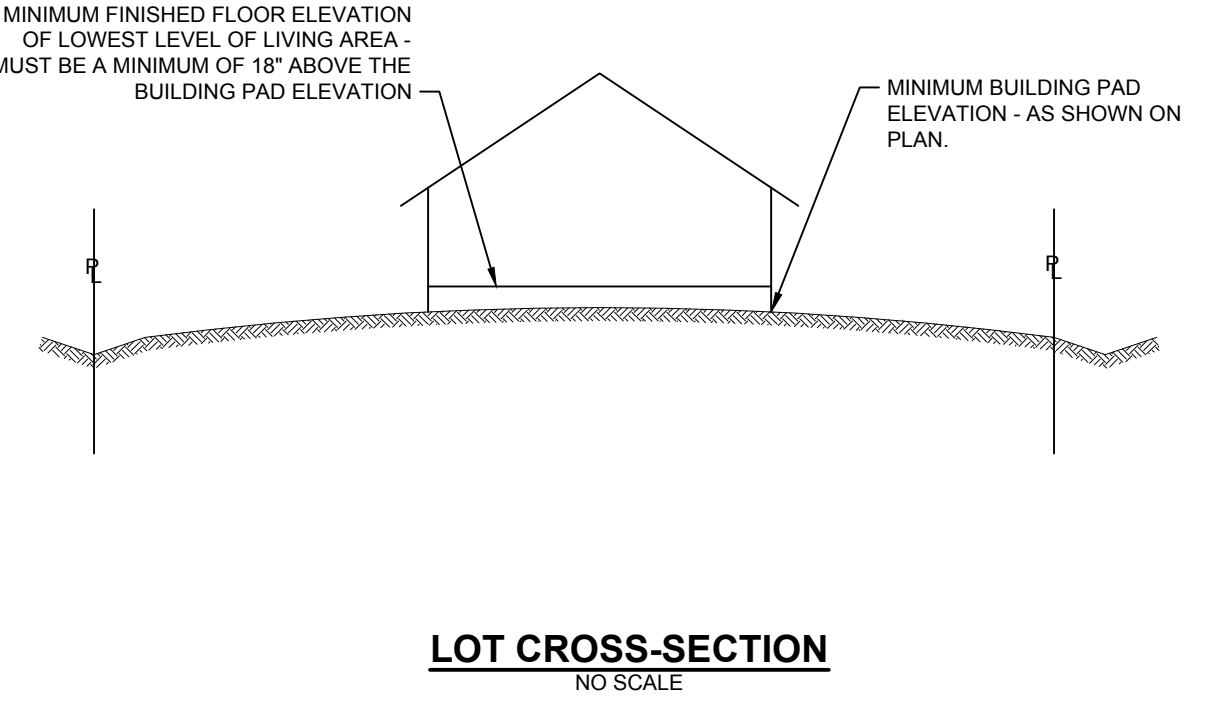 MINIMUM FINISHED FLOOR ELEVATION
OF LOWEST LEVEL OF LIVING AREA -
MUST BE A MINIMUM OF 18" ABOVE THE
BUILDING PAD ELEVATION
MINIMUM BUILDING PAD
ELEVATION - AS SHOWN ON
PLAN.
PL
PL
LOT CROSS-SECTION
NO SCALE